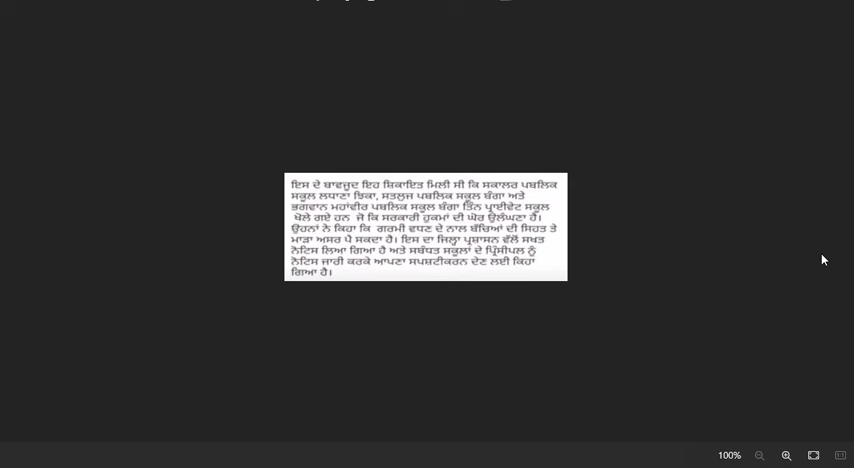 ਇਸ ਦੇ ਬਾਵਜੂਦ ਇਹ ਸ਼ਿਕਾਇਤ ਮਿਲੀ ਸੀ ਕਿ ਸਕਾਲਰ ਪਬਲਿਕ
ਸਕੂਲ ਲਧਾਣਾ ਝਿਕਾ, ਸਤਲੁਜ ਪਬਲਿਕ ਸਕੂਲ ਬੰਗਾ ਅਤੇ
ਭਗਵਾਨ ਮਹਾਂਵੀਰ ਪਬਲਿਕ ਸਕੂਲ ਬੰਗਾ ਤਿੰਨ ਪ੍ਰਾਈਵੇਟ ਸਕੂਲ
ਖੋਲੇ ਗਏ ਹਨ ਜੋ ਕਿ ਸਰਕਾਰੀ ਹੁਕਮਾਂ ਦੀ ਘੋਰ ਉਲੰਘਣਾ ਹੈ।
ਉਹਨਾਂ ਨੇ ਕਿਹਾ ਕਿ ਗਰਮੀ ਵਧਣ ਦੇ ਨਾਲ ਬੱਚਿਆਂ ਦੀ ਸਿਹਤ ਤੇ
ਮਾੜਾ ਅਸਰ ਪੈ ਸਕਦਾ ਹੈ। ਇਸ ਦਾ ਜਿਲ੍ਹਾ ਪ੍ਰਸ਼ਾਸਨ ਵੱਲੋਂ ਸਖਤ
ਨੋਟਿਸ ਲਿਆ ਗਿਆ ਹੈ ਅਤੇ ਸਬੰਧਤ ਸਕੂਲਾਂ ਦੇ ਪ੍ਰਿੰਸੀਪਲ ਨੂੰ
ਨੋਟਿਸ ਜਾਰੀ ਕਰਕੇ ਆਪਣਾ ਸਪਸ਼ਟੀਕਰਨ ਦੇਣ ਲਈ ਕਿਹਾ
ਗਿਆ ਹੈ।
100%